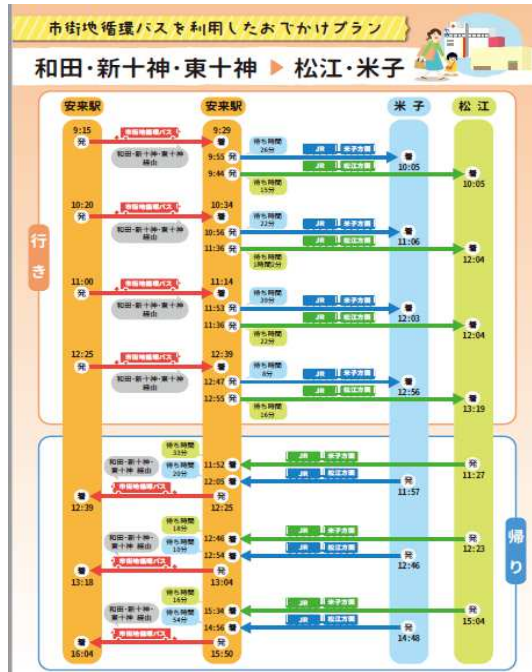 市街地循環バスを利用したおでかけプラン
和田・新十神・東十神 ▶ 松江・米子
行き
安来駅 安来駅 米子 松江
9:15 発 市街地循環バス 9:29 着
和田・新十神・東十神 経由
待ち時間 26分
9:55 発 JR 米子方面 着 10:05
9:44 発 JR 松江方面 着 10:05
待ち時間 15分
10:20 発 市街地循環バス 10:34 着
和田・新十神・東十神 経由
待ち時間 22分
10:56 発 JR 米子方面 着 11:06
11:36 発 JR 松江方面 着 12:04
待ち時間 1時間2分
11:00 発 市街地循環バス 11:14 着
和田・新十神・東十神 経由
待ち時間 39分
11:53 発 JR 米子方面 着 12:03
11:36 発 JR 松江方面 着 12:04
待ち時間 22分
12:25 発 市街地循環バス 12:39 着
和田・新十神・東十神 経由
待ち時間 8分
12:47 発 JR 米子方面 着 12:56
12:55 発 JR 松江方面 着 13:19
待ち時間 16分
帰り
待ち時間 33分
11:52 着 JR 米子方面 発 11:27
和田・新十神・東十神 経由
待ち時間 20分
12:05 着 JR 松江方面 発 11:57
着 12:39 市街地循環バス 発 12:25
待ち時間 18分
12:46 着 JR 米子方面 発 12:23
和田・新十神・東十神 経由
待ち時間 10分
12:54 着 JR 松江方面 発 12:46
着 13:18 市街地循環バス 発 13:04
待ち時間 16分
15:34 着 JR 米子方面 発 15:04
和田・新十神・東十神 経由
待ち時間 54分
14:56 着 JR 松江方面 発 14:48
着 16:04 市街地循環バス 発 15:50